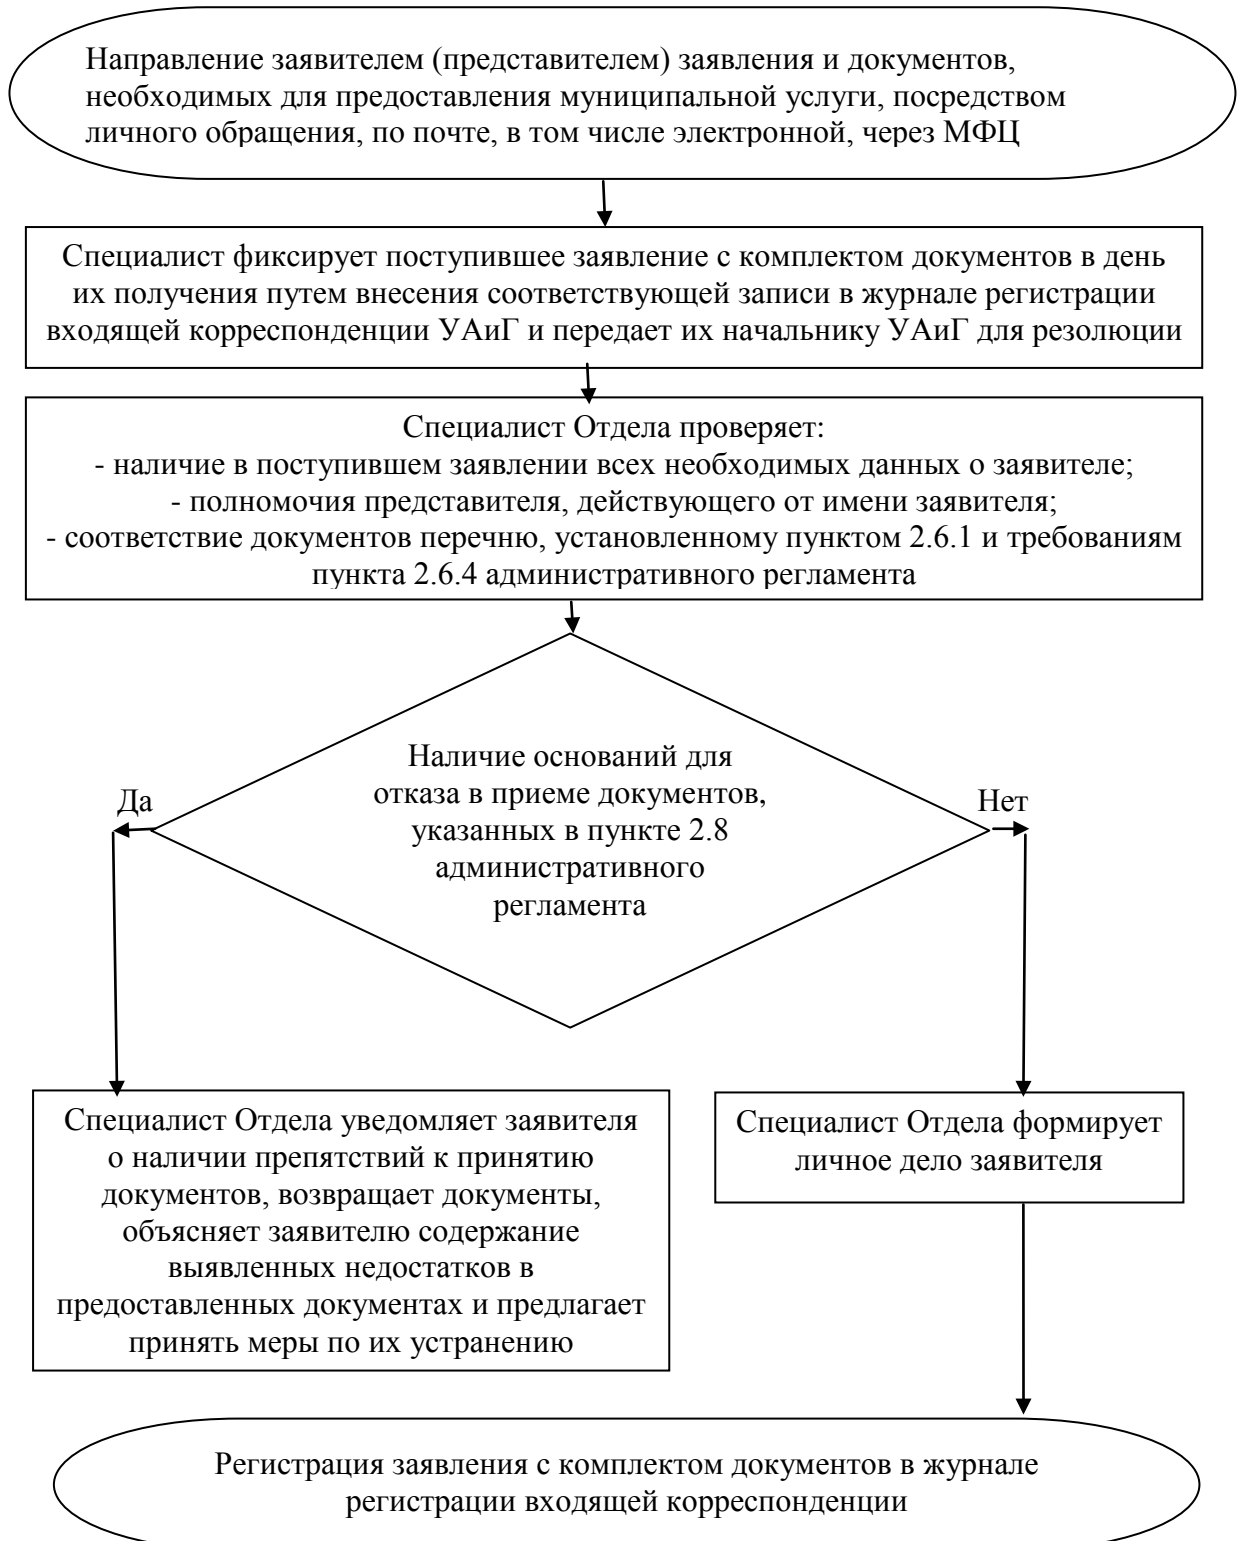 Направление заявителем (представителем) заявления и документов,
необходимых для предоставления муниципальной услуги, посредством
личного обращения, по почте, в том числе электронной, через МФЦ
Специалист фиксирует поступившее заявление с комплектом документов в день
их получения путем внесения соответствующей записи в журнале регистрации
входящей корреспонденции УАиГ и передает их начальнику УАиГ для резолюции
Специалист Отдела проверяет:
- наличие в поступившем заявлении всех необходимых данных о заявителе;
- полномочия представителя, действующего от имени заявителя;
- соответствие документов перечню, установленному пунктом 2.6.1 и требованиям
пункта 2.6.4 административного регламента
Наличие оснований для
отказа в приеме документов,
указанных в пункте 2.8
административного
регламента
Да
Нет
Специалист Отдела уведомляет заявителя
о наличии препятствий к принятию
документов, возвращает документы,
объясняет заявителю содержание
выявленных недостатков в
предоставленных документах и предлагает
принять меры по их устранению
Специалист Отдела формирует
личное дело заявителя
Регистрация заявления с комплектом документов в журнале
регистрации входящей корреспонденции